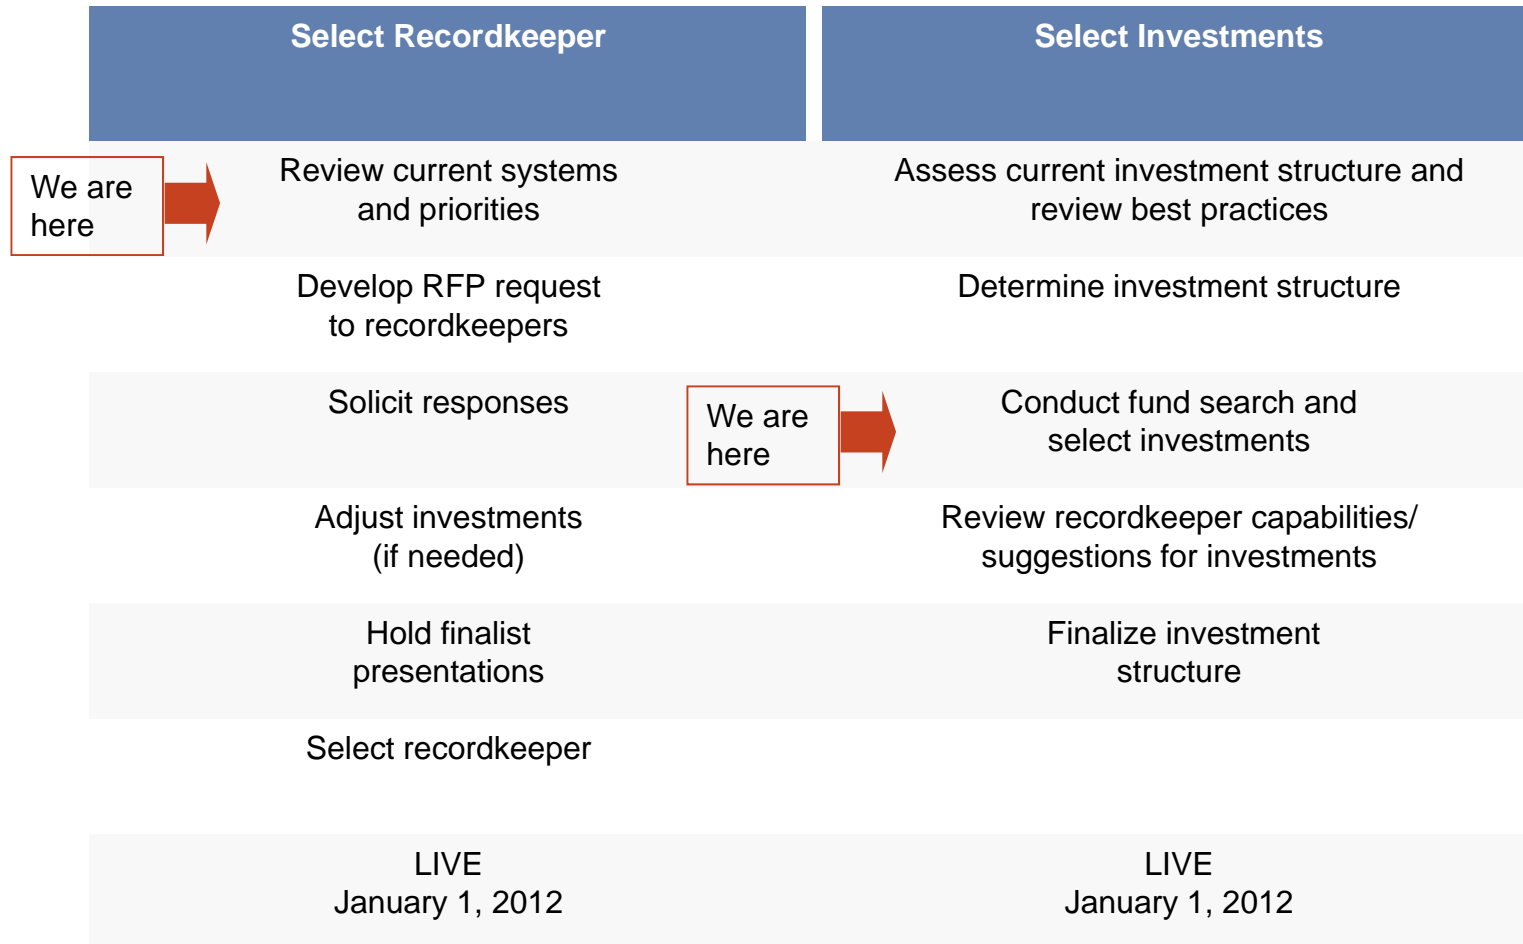 Select Recordkeeper
Select Investments
We are
here
Review current systems
and priorities
Assess current investment structure and
review best practices
Develop RFP request
to recordkeepers
Determine investment structure
Solicit responses
We are
here
Conduct fund search and
select investments
Adjust investments
(if needed)
Review recordkeeper capabilities/
suggestions for investments
Hold finalist
presentations
Finalize investment
structure
Select recordkeeper
LIVE
January 1, 2012
LIVE
January 1, 2012